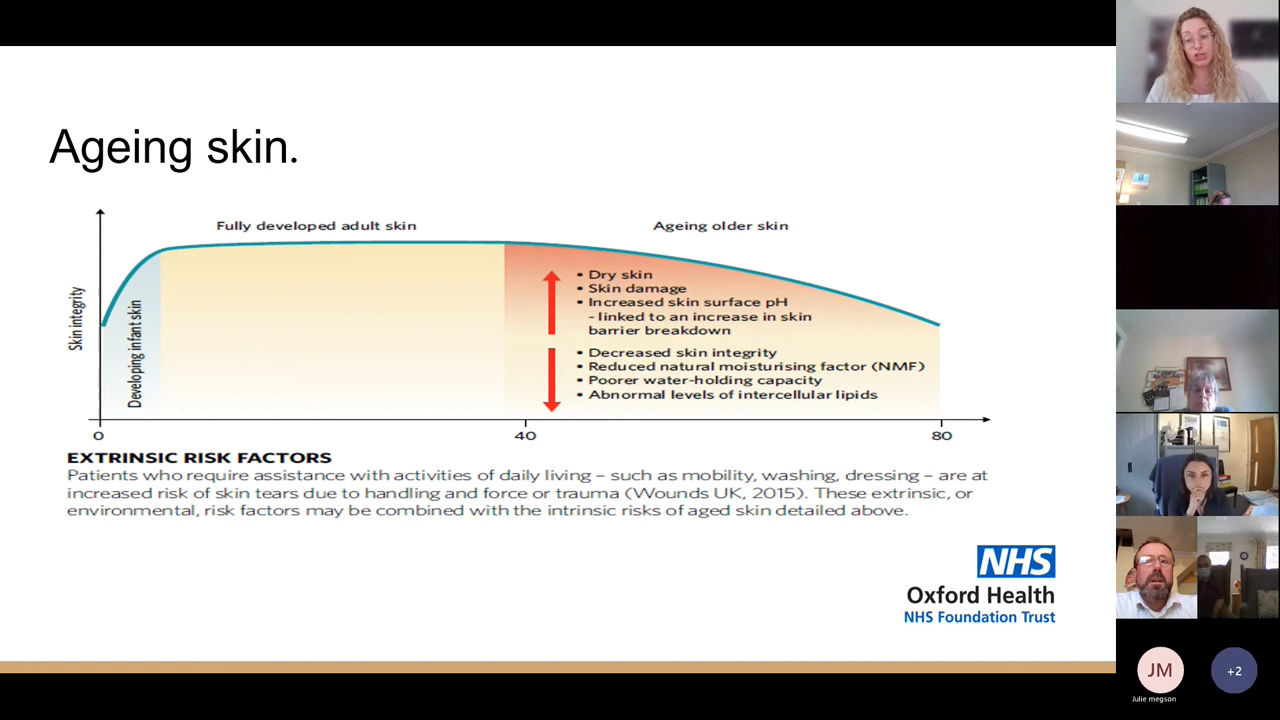 Ageing skin.
Fully developed adult skin
Ageing older skin
Skin integrity
Developing infant skin
• Dry skin
• Skin damage
• Increased skin surface pH
- linked to an increase in skin
barrier breakdown
• Decreased skin integrity
• Reduced natural moisturising factor (NMF)
• Poorer water-holding capacity
• Abnormal levels of intercellular lipids
0
40
80
EXTRINSIC RISK FACTORS
Patients who require assistance with activities of daily living – such as mobility, washing, dressing – are at
increased risk of skin tears due to handling and force or trauma (Wounds UK, 2015). These extrinsic, or
environmental, risk factors may be combined with the intrinsic risks of aged skin detailed above.
NHS
Oxford Health
NHS Foundation Trust
JM
Julie megson
+2